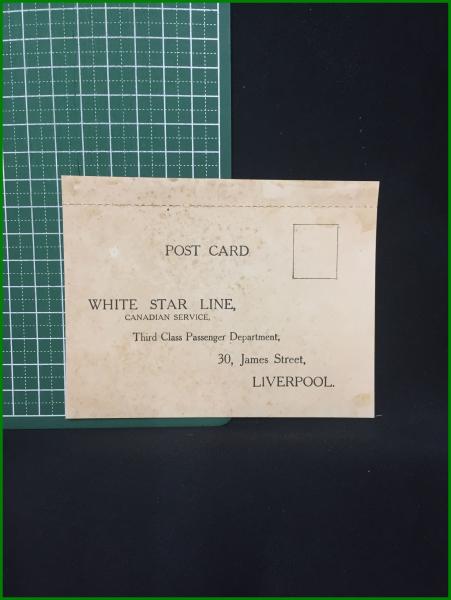 POST CARD
WHITE STAR LINE,
CANADIAN SERVICE,
Third Class Passenger Department,
30, James Street,
LIVERPOOL.